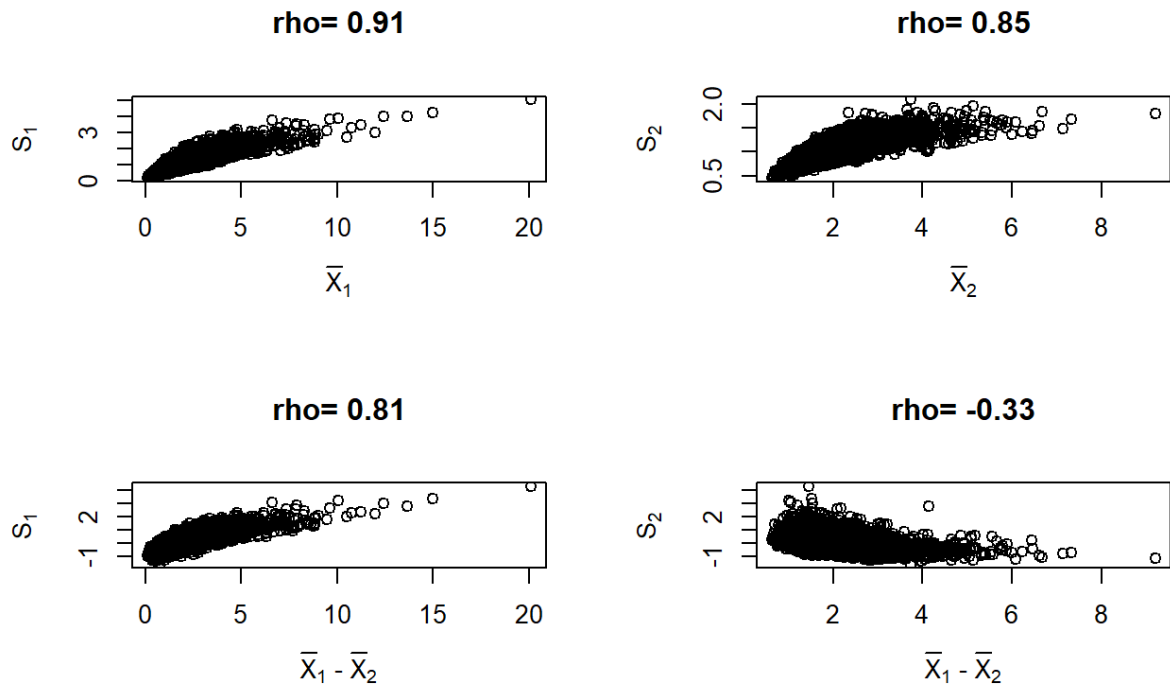 rho= 0.91
S₁
0 3
0 5 10 15 20
X̅₁
rho= 0.85
S₂
0.5 2.0
2 4 6 8
X̅₂
rho= 0.81
S₁
-1 2
0 5 10 15 20
X̅₁ - X̅₂
rho= -0.33
S₂
-1 2
2 4 6 8
X̅₁ - X̅₂